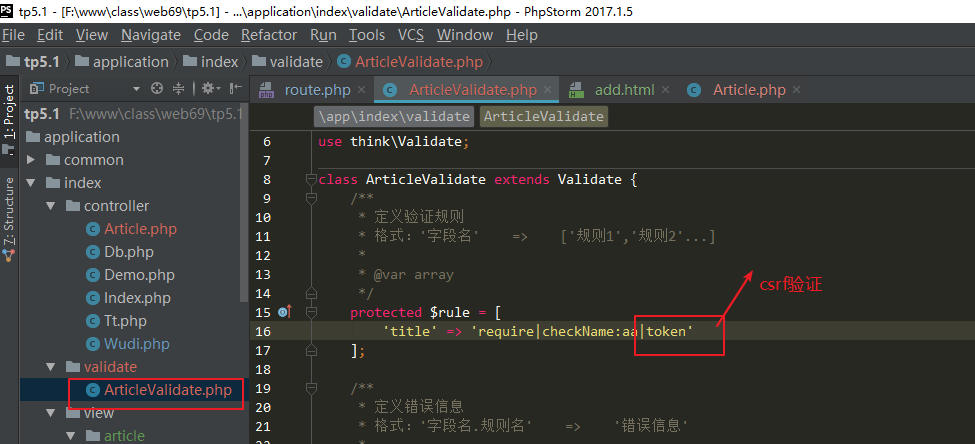 PS tp5.1 - [F:\www\class\web69\tp5.1] - ...\application\index\validate\ArticleValidate.php - PhpStorm 2017.1.5
File Edit View Navigate Code Refactor Run Tools VCS Window Help
tp5.1 application index validate ArticleValidate.php
1: Project
7: Structure
Project
tp5.1 F:\www\class\web69\tp5.1
application
common
index
controller
Article.php
Db.php
Demo.php
Index.php
Tt.php
Wudi.php
validate
ArticleValidate.php
view
article
route.php ArticleValidate.php add.html Article.php
\app\index\validate ArticleValidate
6 use think\Validate;
7
8 class ArticleValidate extends Validate {
9 /**
10 * 定义验证规则
11 * 格式：'字段名' => ['规则1','规则2'...]
12 *
13 * @var array
14 */
15 protected $rule = [
16 'title' => 'require|checkName:aa|token'
17 ];
18
19 /**
20 * 定义错误信息
21 * 格式：'字段名.规则名' => '错误信息'
csrf验证